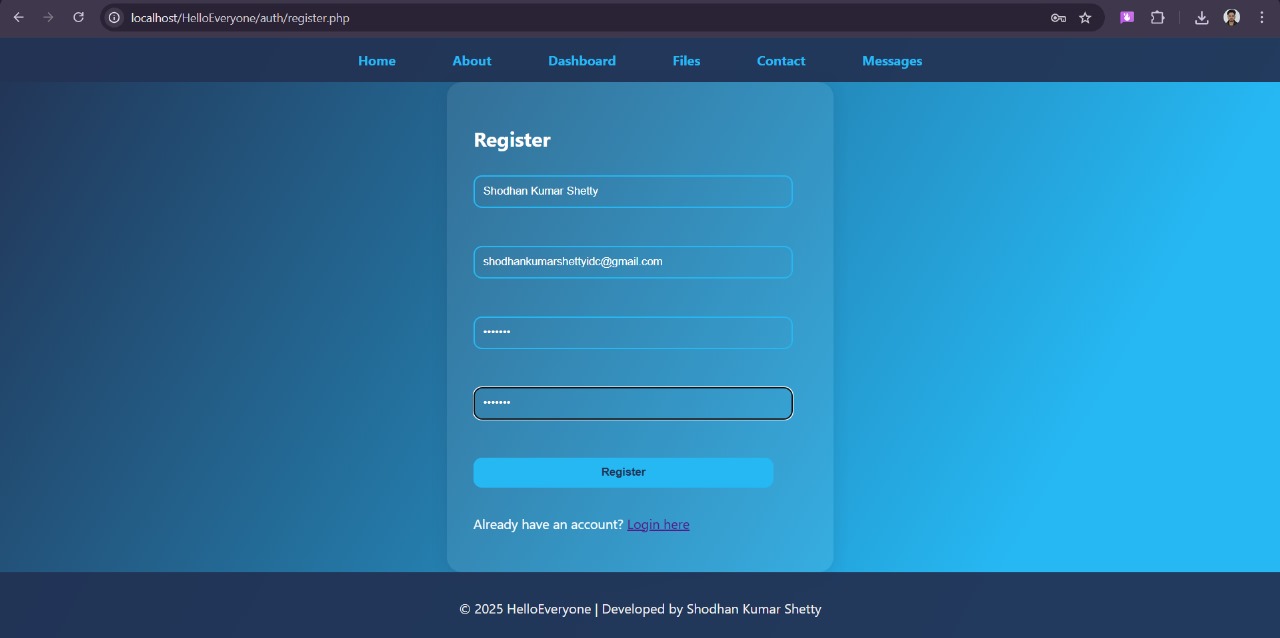 localhost/HelloEveryone/auth/register.php
Home About Dashboard Files Contact Messages
Register
Shodhan Kumar Shetty
shodhankumarshettyidc@gmail.com
•••••••
•••••••
Register
Already have an account? Login here
© 2025 HelloEveryone | Developed by Shodhan Kumar Shetty